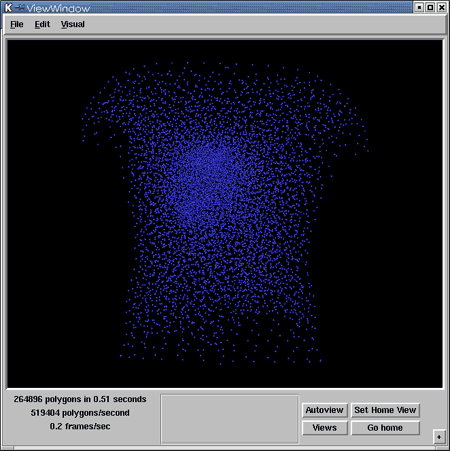 K ViewWindow
File Edit Visual
264896 polygons in 0.51 seconds
519404 polygons/second
0.2 frames/sec
Autoview Set Home View
Views Go home
+